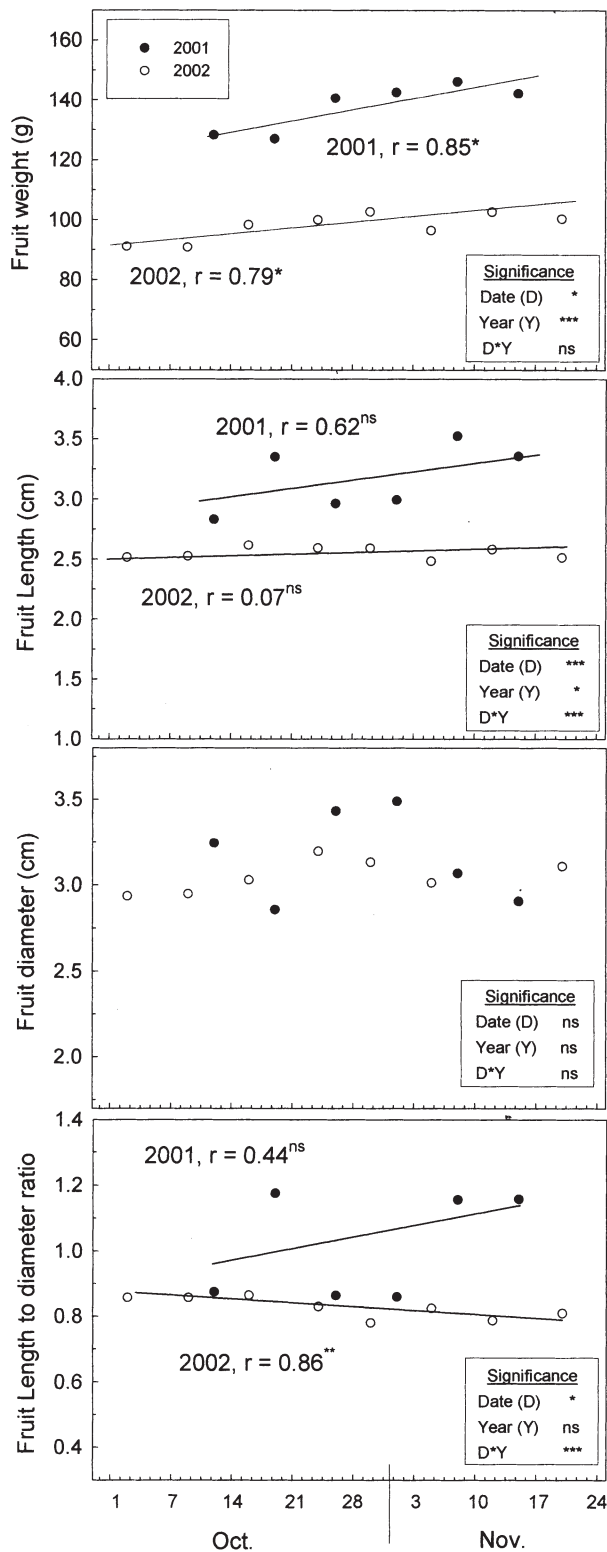 160
140
120
100
80
60
Fruit weight (g)
2001
2002
2001, r = 0.85*
2002, r = 0.79*
Significance
Date (D) *
Year (Y) ***
D*Y ns
4.0
3.5
3.0
2.5
2.0
1.5
1.0
Fruit Length (cm)
2001, r = 0.62ns
2002, r = 0.07ns
Significance
Date (D) ***
Year (Y) *
D*Y ***
3.5
3.0
2.5
2.0
Fruit diameter (cm)
Significance
Date (D) ns
Year (Y) ns
D*Y ns
1.4
1.2
1.0
0.8
0.6
0.4
Fruit Length to diameter ratio
2001, r = 0.44ns
2002, r = 0.86**
Significance
Date (D) *
Year (Y) ns
D*Y ***
1 7 14 21 28 3 10 17 24
Oct. Nov.